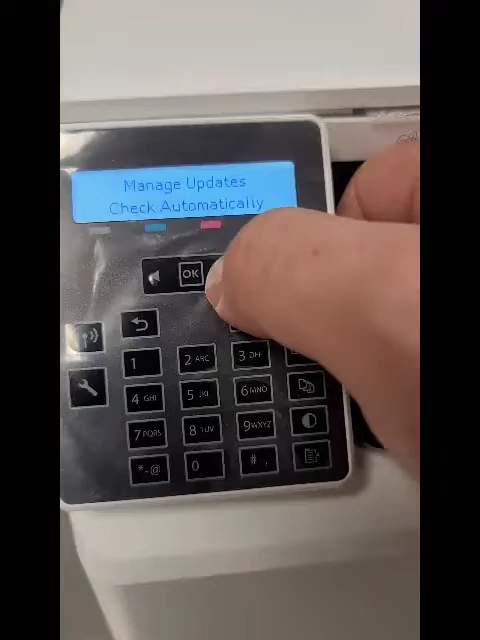 Manage Updates
Check Automatically
OK
1
2 ABC
3 DEF
4 GHI
5 JKL
6 MNO
7 PQRS
8 TUV
9 WXYZ
*-@
0
# ,